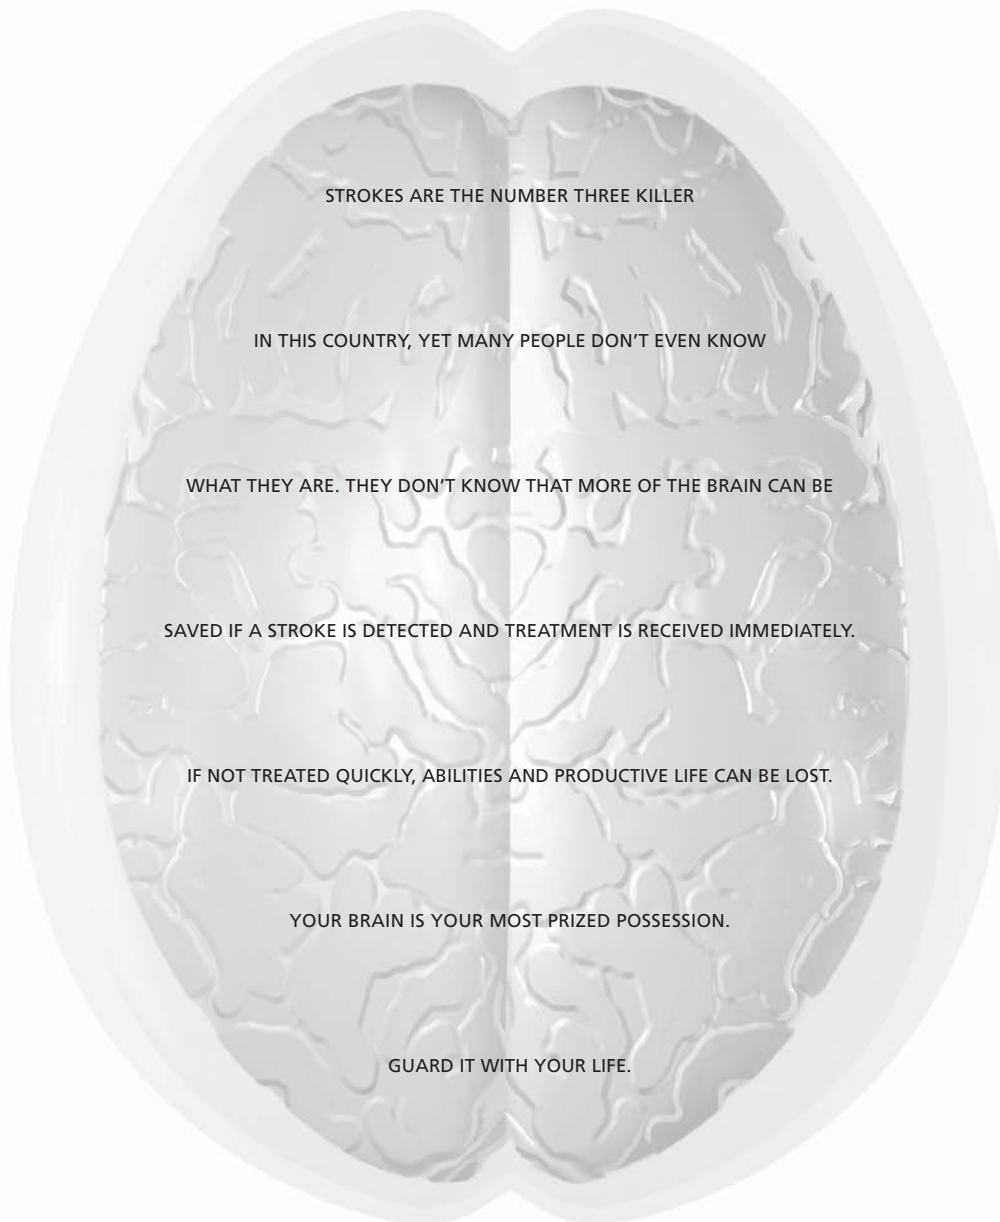 STROKES ARE THE NUMBER THREE KILLER
IN THIS COUNTRY, YET MANY PEOPLE DON’T EVEN KNOW
WHAT THEY ARE. THEY DON’T KNOW THAT MORE OF THE BRAIN CAN BE
SAVED IF A STROKE IS DETECTED AND TREATMENT IS RECEIVED IMMEDIATELY.
IF NOT TREATED QUICKLY, ABILITIES AND PRODUCTIVE LIFE CAN BE LOST.
YOUR BRAIN IS YOUR MOST PRIZED POSSESSION.
GUARD IT WITH YOUR LIFE.